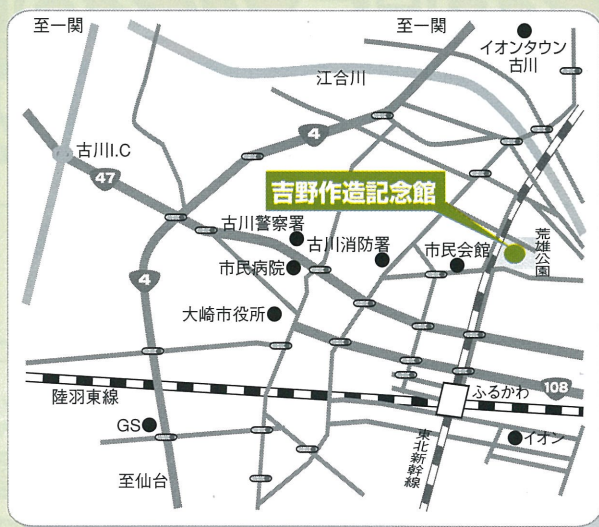 至一関
至一関
イオンタウン
古川
江合川
4
古川I.C
47
吉野作造記念館
古川警察署
古川消防署
市民会館
荒雄公園
市民病院
4
大崎市役所
108
ふるかわ
陸羽東線
GS
イオン
東北新幹線
至仙台